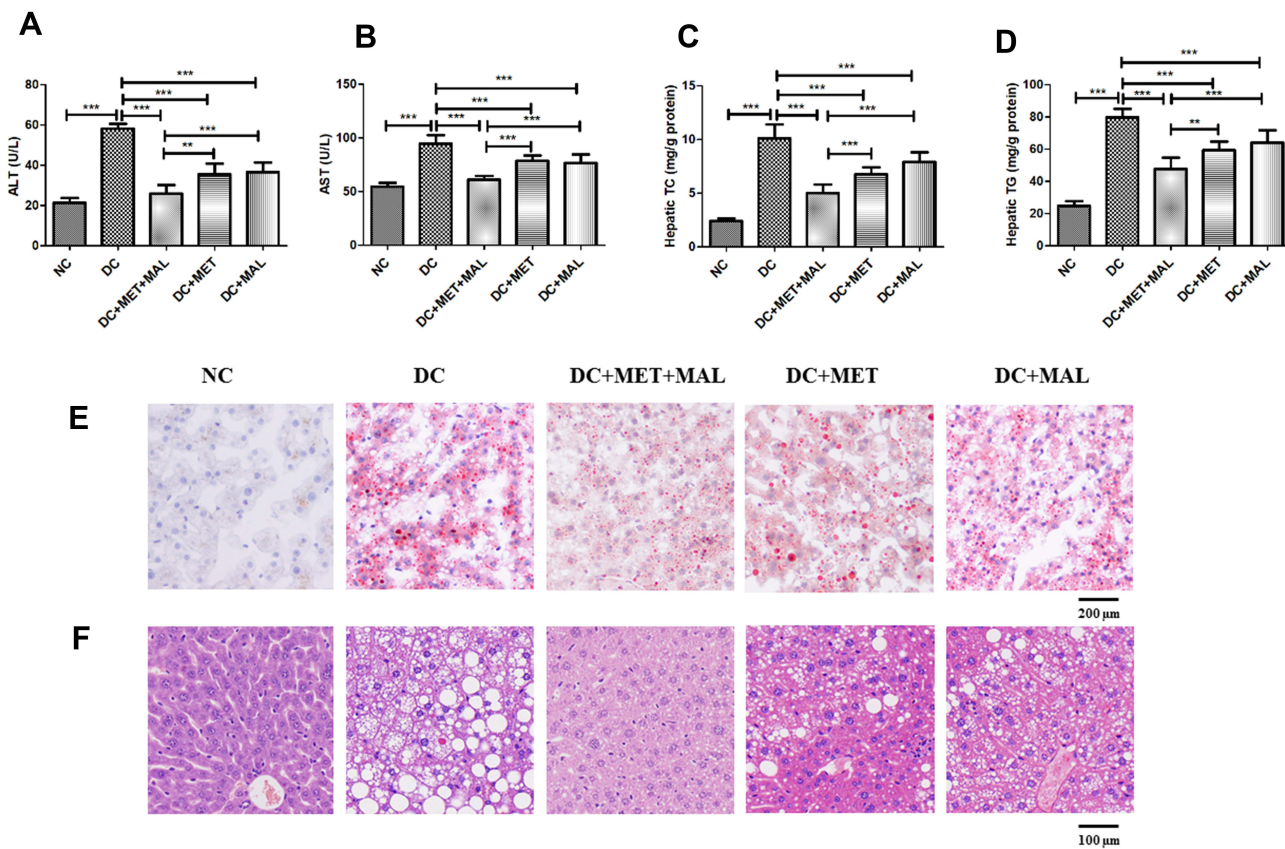 A
B
C
D
ALT (U/L)
80
60
40
20
0
***
***
***
***
***
**
NC
DC
DC+MET+MAL
DC+MET
DC+MAL
AST (U/L)
150
100
50
0
***
***
***
***
***
***
NC
DC
DC+MET+MAL
DC+MET
DC+MAL
Hepatic TC (mg/g protein)
15
10
5
0
***
***
***
***
***
***
NC
DC
DC+MET+MAL
DC+MET
DC+MAL
Hepatic TG (mg/g protein)
100
80
60
40
20
0
***
***
***
***
***
**
NC
DC
DC+MET+MAL
DC+MET
DC+MAL
NC DC DC+MET+MAL DC+MET DC+MAL
E
200 µm
F
100 µm